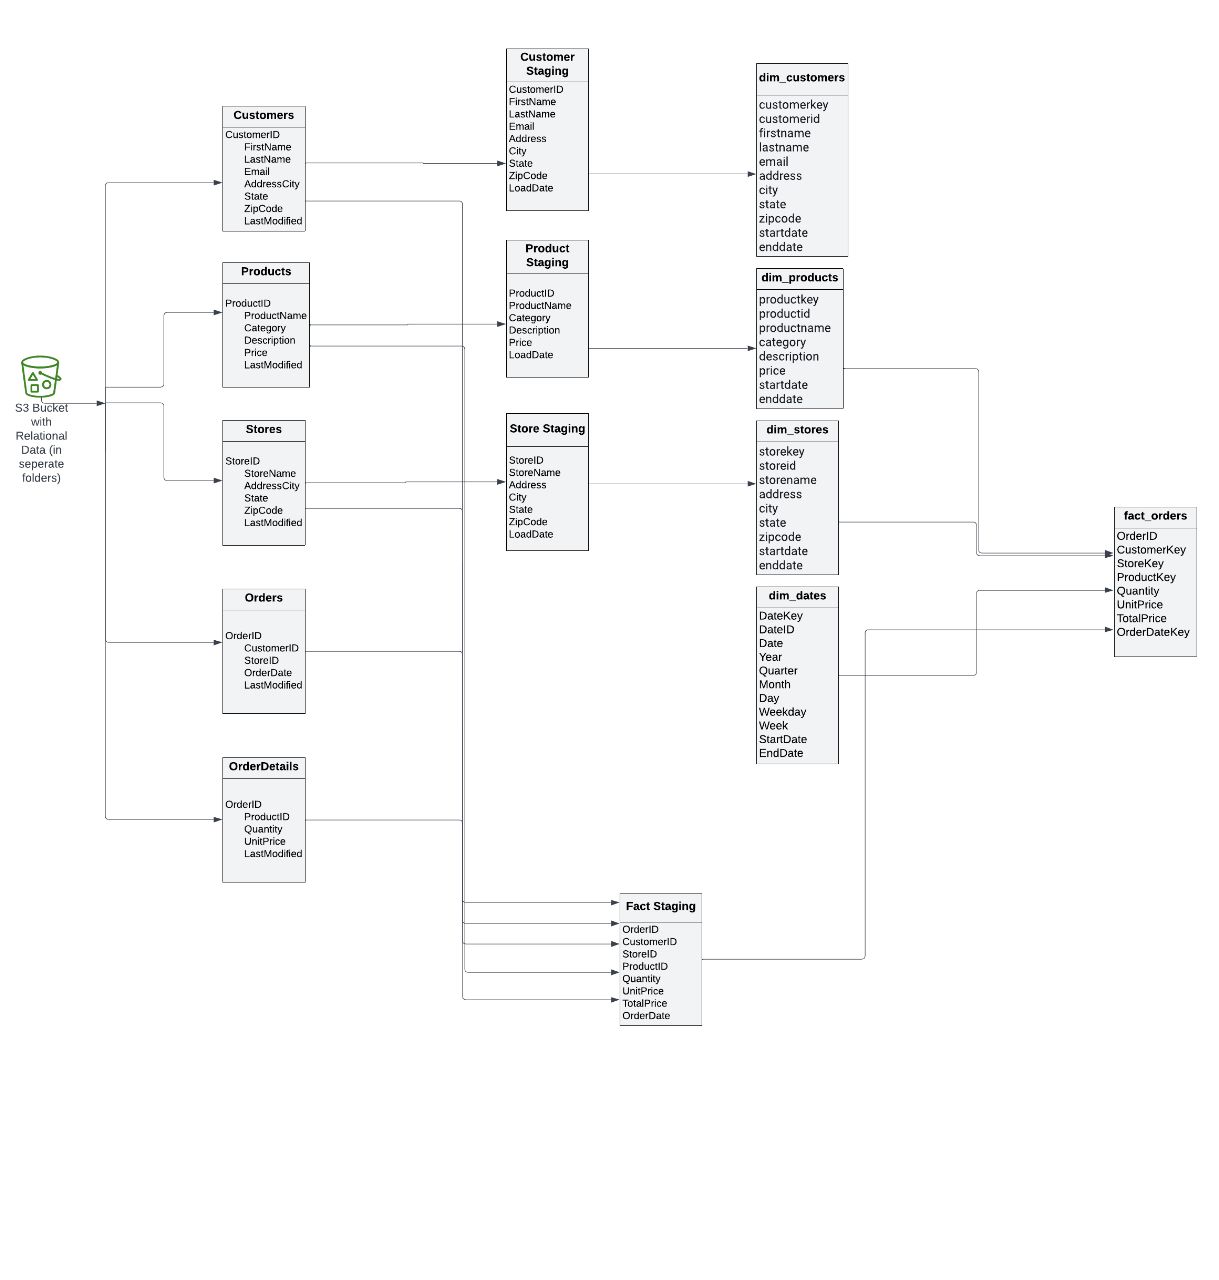 S3 Bucket
with
Relational
Data (in
seperate
folders)
Customers
CustomerID
FirstName
LastName
Email
AddressCity
State
ZipCode
LastModified
Products
ProductID
ProductName
Category
Description
Price
LastModified
Stores
StoreID
StoreName
AddressCity
State
ZipCode
LastModified
Orders
OrderID
CustomerID
StoreID
OrderDate
LastModified
OrderDetails
OrderID
ProductID
Quantity
UnitPrice
LastModified
Customer
Staging
CustomerID
FirstName
LastName
Email
Address
City
State
ZipCode
LoadDate
Product
Staging
ProductID
ProductName
Category
Description
Price
LoadDate
Store Staging
StoreID
StoreName
Address
City
State
ZipCode
LoadDate
Fact Staging
OrderID
CustomerID
StoreID
ProductID
Quantity
UnitPrice
TotalPrice
OrderDate
dim_customers
customerkey
customerid
firstname
lastname
email
address
city
state
zipcode
startdate
enddate
dim_products
productkey
productid
productname
category
description
price
startdate
enddate
dim_stores
storekey
storeid
storename
address
city
state
zipcode
startdate
enddate
dim_dates
DateKey
DateID
Date
Year
Quarter
Month
Day
Weekday
Week
StartDate
EndDate
fact_orders
OrderID
CustomerKey
StoreKey
ProductKey
Quantity
UnitPrice
TotalPrice
OrderDateKey